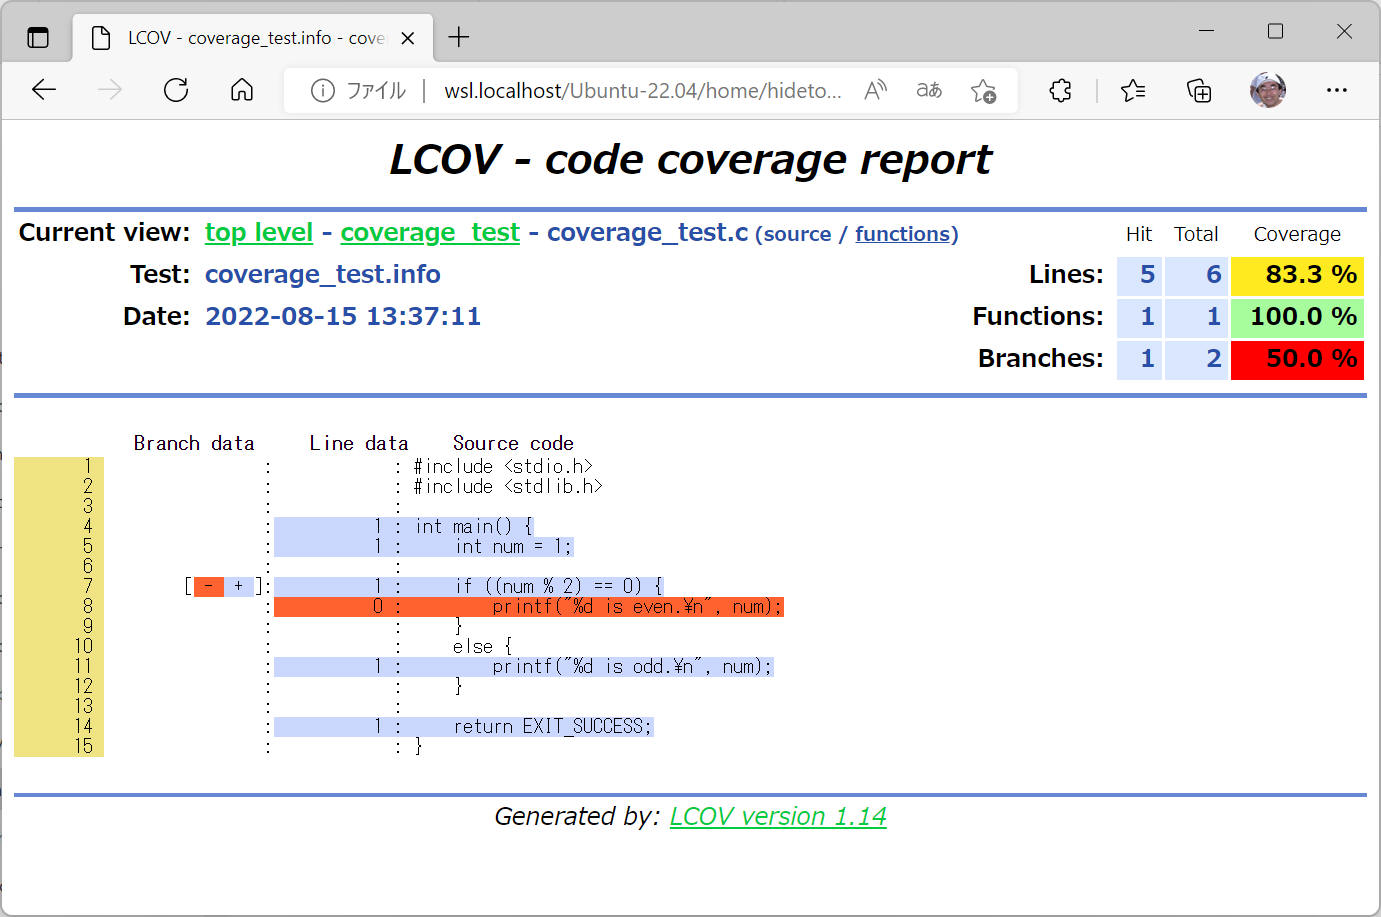 LCOV - coverage_test.info - cove
ファイル | wsl.localhost/Ubuntu-22.04/home/hideto... A あぁ
LCOV - code coverage report
Current view: top level - coverage_test - coverage_test.c (source / functions) Hit Total Coverage
Test: coverage_test.info Lines: 5 6 83.3 %
Date: 2022-08-15 13:37:11 Functions: 1 1 100.0 %
Branches: 1 2 50.0 %
Branch data Line data Source code
1 : : #include <stdio.h>
2 : : #include <stdlib.h>
3 : :
4 : 1 : int main() {
5 : 1 : int num = 1;
6 : :
7 [ - + ]: 1 : if ((num % 2) == 0) {
8 : 0 : printf("%d is even.¥n", num);
9 : : }
10 : : else {
11 : 1 : printf("%d is odd.¥n", num);
12 : : }
13 : :
14 : 1 : return EXIT_SUCCESS;
15 : : }
Generated by: LCOV version 1.14